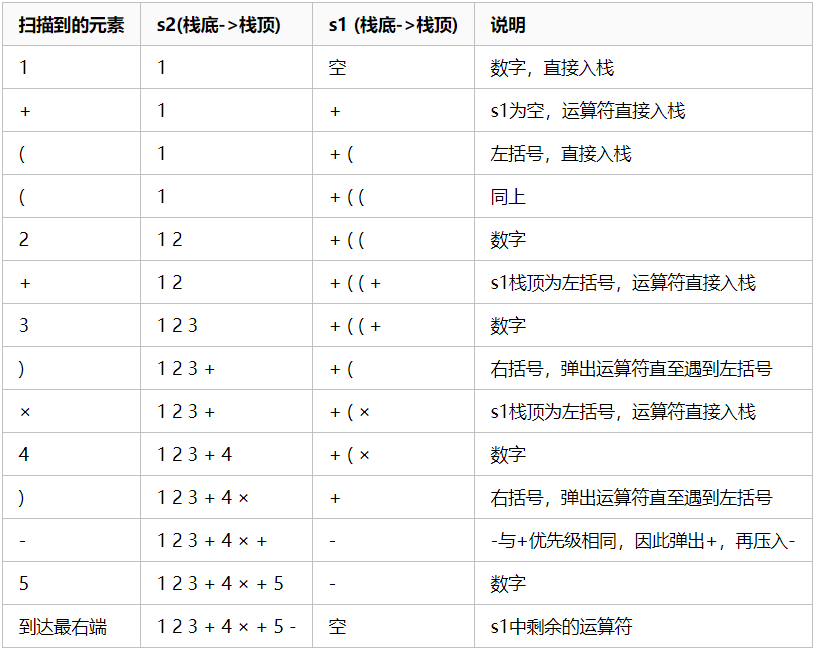 扫描到的元素 s2(栈底->栈顶) s1 (栈底->栈顶) 说明
1 1 空 数字，直接入栈
+ 1 + s1为空，运算符直接入栈
( 1 + ( 左括号，直接入栈
( 1 + ( ( 同上
2 1 2 + ( ( 数字
+ 1 2 + ( ( + s1栈顶为左括号，运算符直接入栈
3 1 2 3 + ( ( + 数字
) 1 2 3 + + ( 右括号，弹出运算符直至遇到左括号
× 1 2 3 + + ( × s1栈顶为左括号，运算符直接入栈
4 1 2 3 + 4 + ( × 数字
) 1 2 3 + 4 × + 右括号，弹出运算符直至遇到左括号
- 1 2 3 + 4 × + - -与+优先级相同，因此弹出+，再压入-
5 1 2 3 + 4 × + 5 - 数字
到达最右端 1 2 3 + 4 × + 5 - 空 s1中剩余的运算符